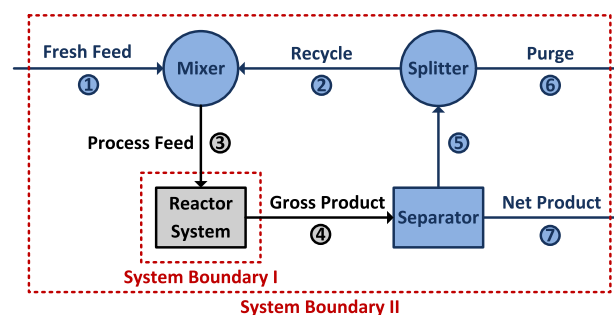 Fresh Feed
Mixer
Recycle
Splitter
Purge
1
2
6
Process Feed
3
5
Reactor
System
Gross Product
4
Separator
Net Product
7
System Boundary I
System Boundary II